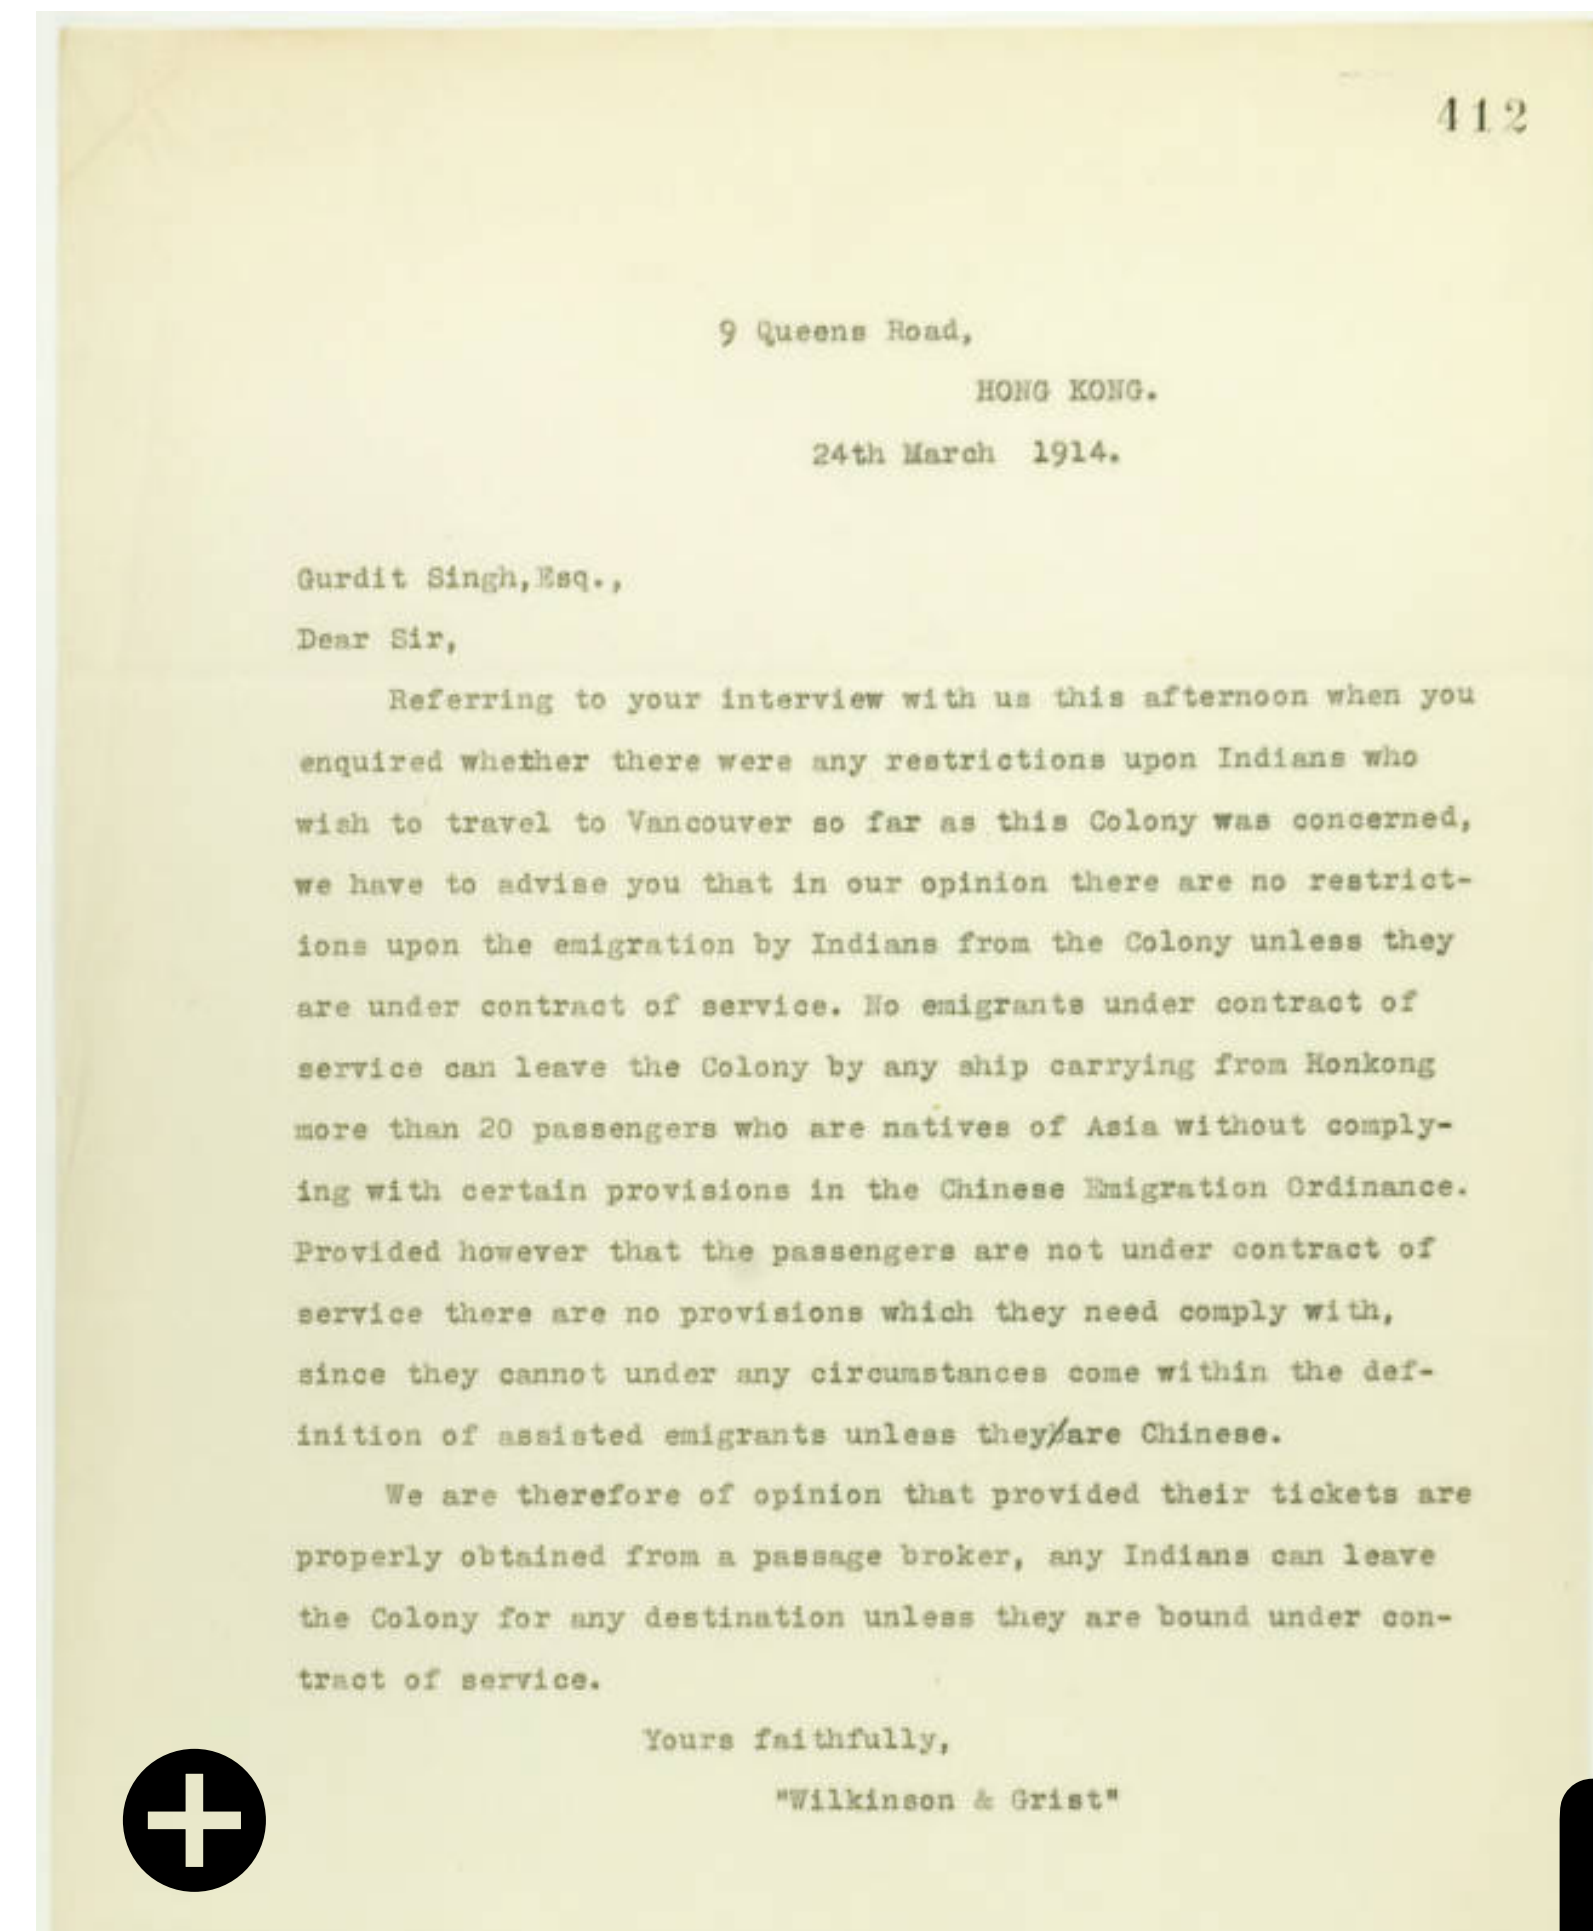 412
9 Queens Road,
HONG KONG.
24th March 1914.
Gurdit Singh,Esq.,
Dear Sir,
Referring to your interview with us this afternoon when you
enquired whether there were any restrictions upon Indians who
wish to travel to Vancouver so far as this Colony was concerned,
we have to advise you that in our opinion there are no restrict-
ions upon the emigration by Indians from the Colony unless they
are under contract of service. No emigrants under contract of
service can leave the Colony by any ship carrying from Honkong
more than 20 passengers who are natives of Asia without comply-
ing with certain provisions in the Chinese Emigration Ordinance.
Provided however that the passengers are not under contract of
service there are no provisions which they need comply with,
since they cannot under any circumstances come within the def-
inition of assisted emigrants unless they/are Chinese.
We are therefore of opinion that provided their tickets are
properly obtained from a passage broker, any Indians can leave
the Colony for any destination unless they are bound under con-
tract of service.
Yours faithfully,
"Wilkinson & Grist"